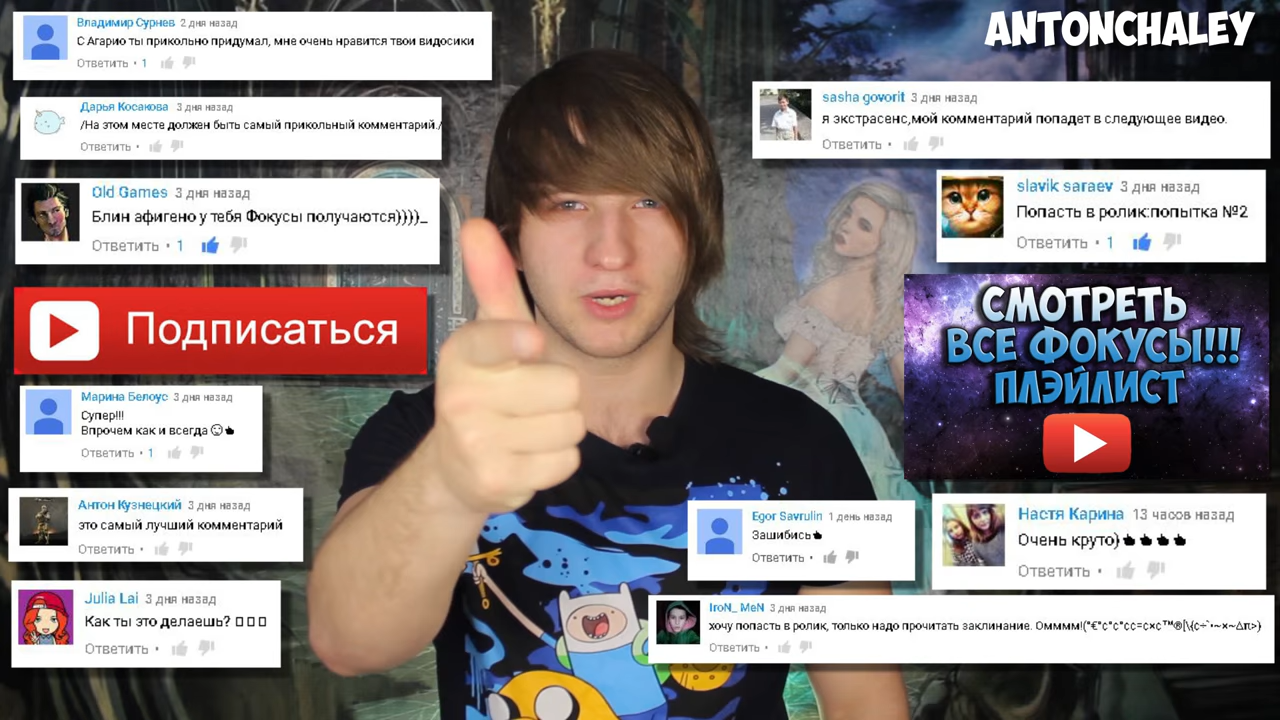 ANTONCHALEY
Владимир Сурнев 2 дня назад
С Агарио ты прикольно придумал, мне очень нравится твои видосики
Ответить • 1
Дарья Косакова 3 дня назад
/На этом месте должен быть самый прикольный комментарий./
Ответить •
Old Games 3 дня назад
Блин афигено у тебя Фокусы получаются))))_
Ответить • 1
Подписаться
Марина Белоус 3 дня назад
Супер!!!
Впрочем как и всегда
Ответить • 1
Антон Кузнецкий 3 дня назад
это самый лучший комментарий
Ответить •
Julia Lai 3 дня назад
Как ты это делаешь?
Ответить •
sasha govorit 3 дня назад
я экстрасенс,мой комментарий попадет в следующее видео.
Ответить •
slavik saraev 3 дня назад
Попасть в ролик:попытка №2
Ответить • 1
СМОТРЕТЬ
ВСЕ ФОКУСЫ!!!
ПЛЭЙЛИСТ
Egor Savrulin 1 день назад
Зашибись
Ответить •
Настя Карина 13 часов назад
Очень круто)
Ответить •
IroN_ MeN 3 дня назад
хочу попасть в ролик, только надо прочитать заклинание. Омммм!
Ответить •